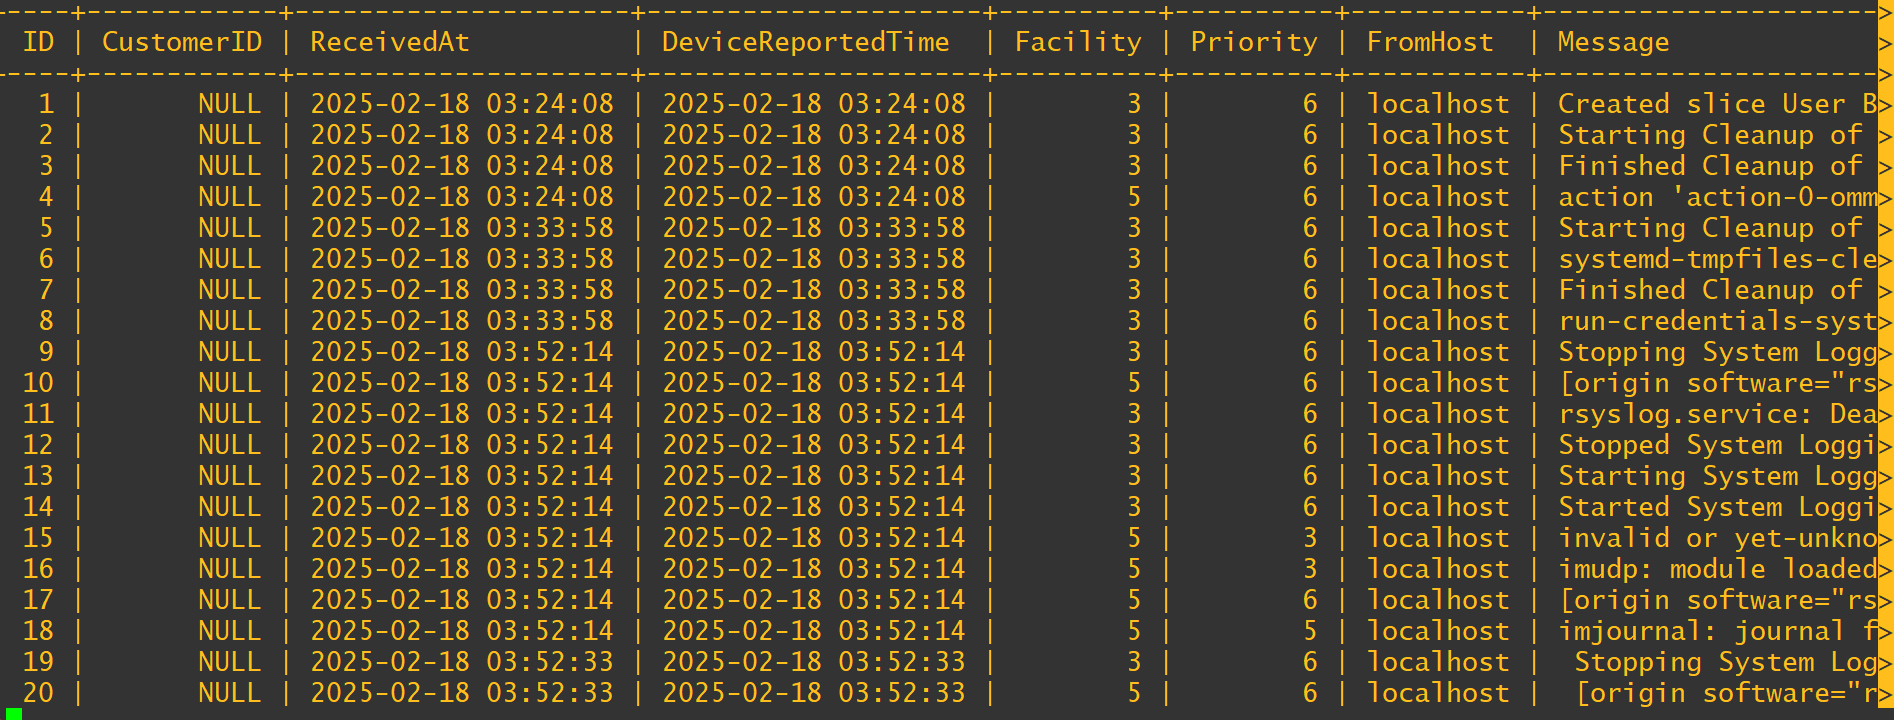 -----+------------+----------------------+---------------------+----------+----------+-----------+--------------------->
 ID | CustomerID | ReceivedAt          | DeviceReportedTime  | Facility | Priority | FromHost  | Message             >
-----+------------+----------------------+---------------------+----------+----------+-----------+--------------------->
  1 |       NULL | 2025-02-18 03:24:08 | 2025-02-18 03:24:08 |        3 |        6 | localhost | Created slice User B>
  2 |       NULL | 2025-02-18 03:24:08 | 2025-02-18 03:24:08 |        3 |        6 | localhost | Starting Cleanup of >
  3 |       NULL | 2025-02-18 03:24:08 | 2025-02-18 03:24:08 |        3 |        6 | localhost | Finished Cleanup of >
  4 |       NULL | 2025-02-18 03:24:08 | 2025-02-18 03:24:08 |        5 |        6 | localhost | action 'action-0-omm>
  5 |       NULL | 2025-02-18 03:33:58 | 2025-02-18 03:33:58 |        3 |        6 | localhost | Starting Cleanup of >
  6 |       NULL | 2025-02-18 03:33:58 | 2025-02-18 03:33:58 |        3 |        6 | localhost | systemd-tmpfiles-cle>
  7 |       NULL | 2025-02-18 03:33:58 | 2025-02-18 03:33:58 |        3 |        6 | localhost | Finished Cleanup of >
  8 |       NULL | 2025-02-18 03:33:58 | 2025-02-18 03:33:58 |        3 |        6 | localhost | run-credentials-syst>
  9 |       NULL | 2025-02-18 03:52:14 | 2025-02-18 03:52:14 |        3 |        6 | localhost | Stopping System Logg>
 10 |       NULL | 2025-02-18 03:52:14 | 2025-02-18 03:52:14 |        5 |        6 | localhost | [origin software="rs>
 11 |       NULL | 2025-02-18 03:52:14 | 2025-02-18 03:52:14 |        3 |        6 | localhost | rsyslog.service: Dea>
 12 |       NULL | 2025-02-18 03:52:14 | 2025-02-18 03:52:14 |        3 |        6 | localhost | Stopped System Loggi>
 13 |       NULL | 2025-02-18 03:52:14 | 2025-02-18 03:52:14 |        3 |        6 | localhost | Starting System Logg>
 14 |       NULL | 2025-02-18 03:52:14 | 2025-02-18 03:52:14 |        3 |        6 | localhost | Started System Loggi>
 15 |       NULL | 2025-02-18 03:52:14 | 2025-02-18 03:52:14 |        5 |        3 | localhost | invalid or yet-unkno>
 16 |       NULL | 2025-02-18 03:52:14 | 2025-02-18 03:52:14 |        5 |        3 | localhost | imudp: module loaded>
 17 |       NULL | 2025-02-18 03:52:14 | 2025-02-18 03:52:14 |        5 |        6 | localhost | [origin software="rs>
 18 |       NULL | 2025-02-18 03:52:14 | 2025-02-18 03:52:14 |        5 |        5 | localhost | imjournal: journal f>
 19 |       NULL | 2025-02-18 03:52:33 | 2025-02-18 03:52:33 |        3 |        6 | localhost |  Stopping System Log>
 20 |       NULL | 2025-02-18 03:52:33 | 2025-02-18 03:52:33 |        5 |        6 | localhost |  [origin software="r>